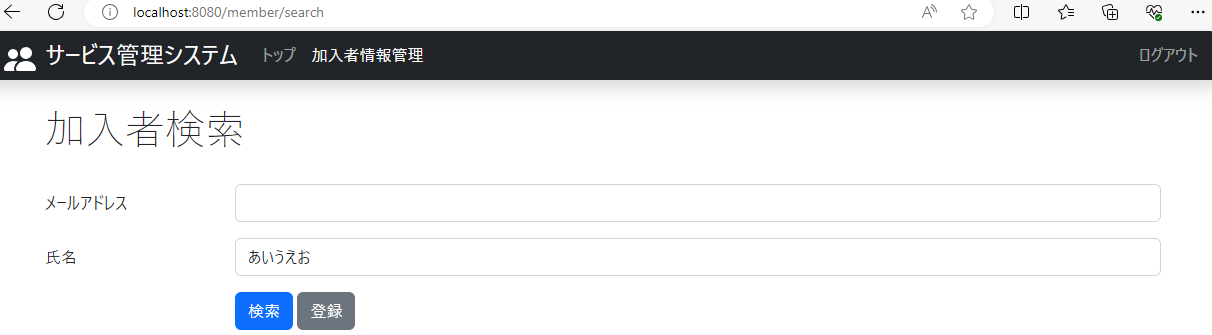 localhost:8080/member/search
サービス管理システム トップ 加入者情報管理 ログアウト
加入者検索
メールアドレス
氏名 あいうえお
検索 登録